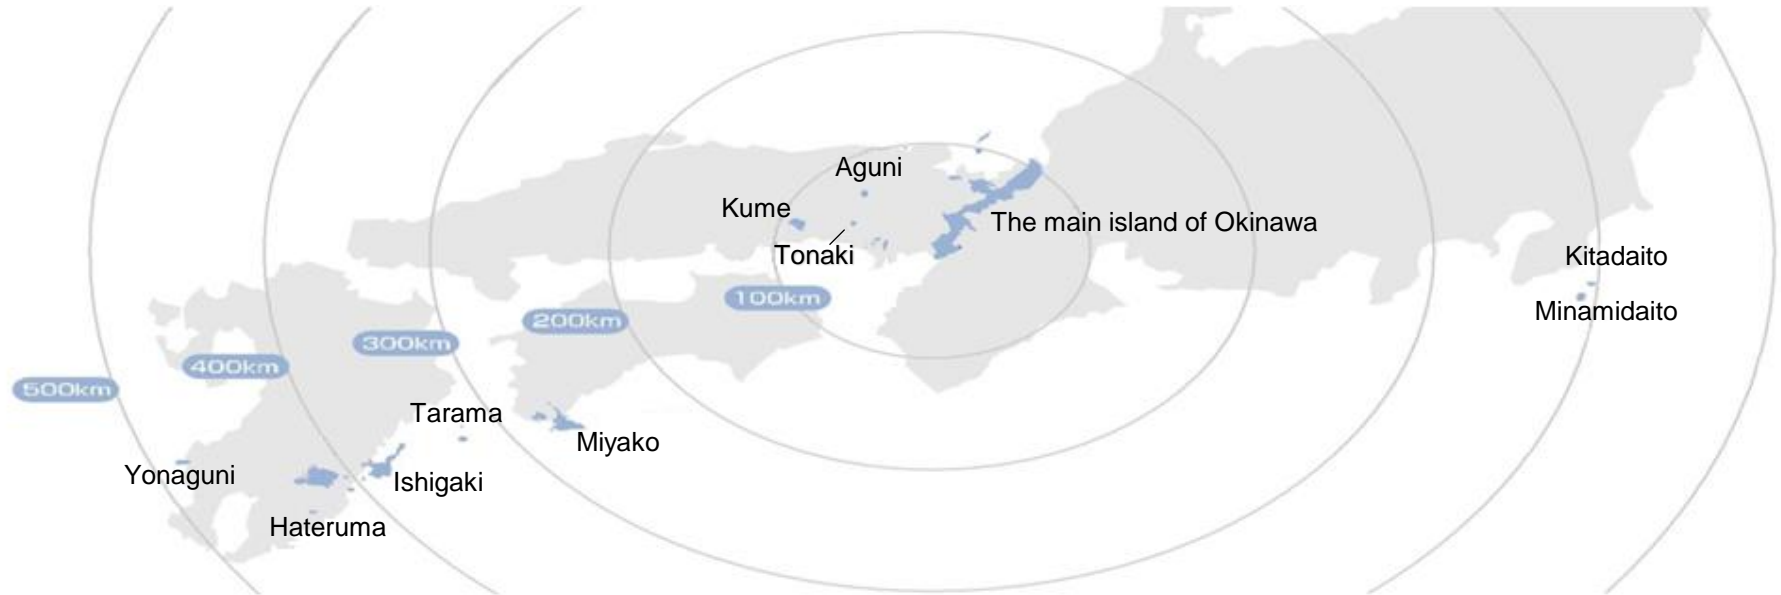 Aguni
Kume
The main island of Okinawa
Tonaki
Kitadaito
100km
Minamidaito
200km
300km
400km
500km
Tarama
Miyako
Yonaguni
Ishigaki
Hateruma